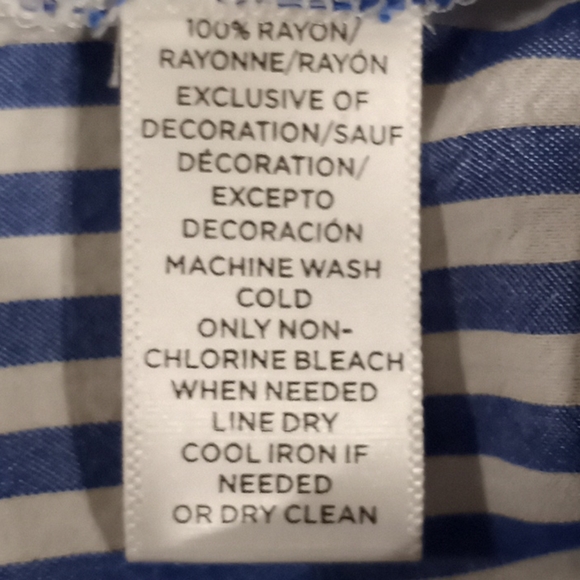 100% RAYON/
RAYONNE/RAYÓN
EXCLUSIVE OF
DECORATION/SAUF
DÉCORATION/
EXCEPTO
DECORACIÓN
MACHINE WASH
COLD
ONLY NON-
CHLORINE BLEACH
WHEN NEEDED
LINE DRY
COOL IRON IF
NEEDED
OR DRY CLEAN